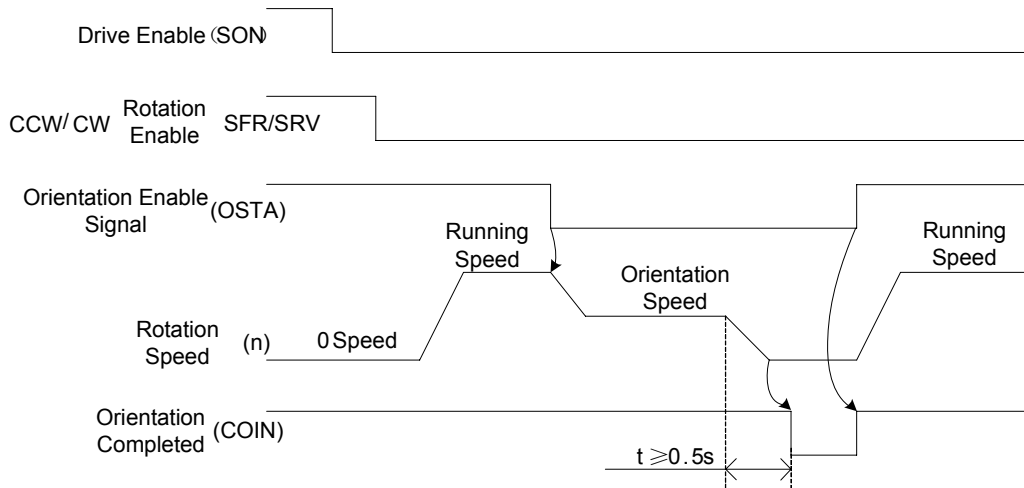 Drive Enable (SON)
CCW/ CW Rotation Enable SFR/SRV
Orientation Enable Signal (OSTA)
Running Speed
Orientation Speed
Running Speed
Rotation Speed (n)
0 Speed
Orientation Completed (COIN)
t ≥0.5s